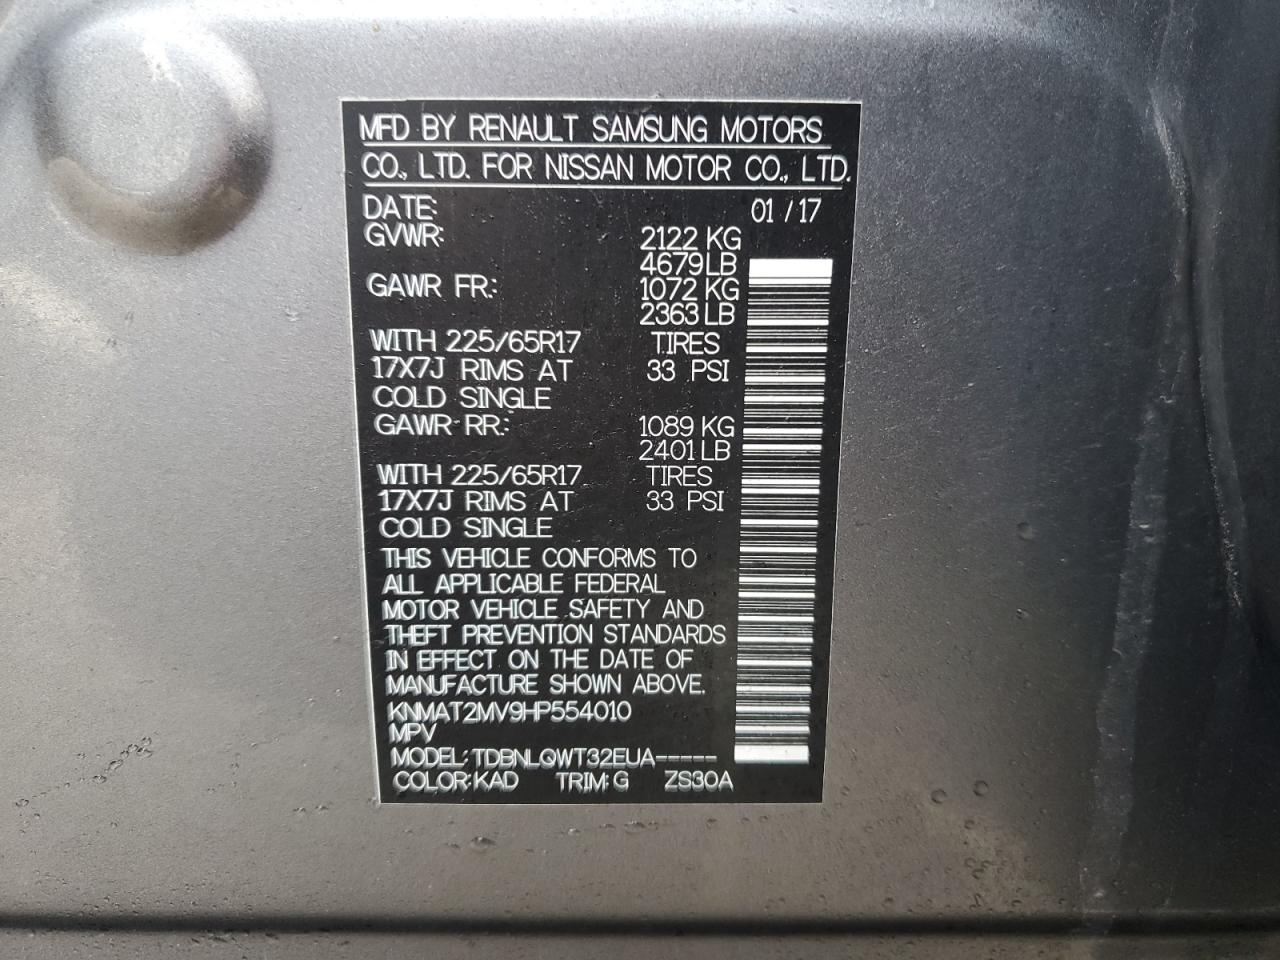 MFD BY RENAULT SAMSUNG MOTORS
CO., LTD. FOR NISSAN MOTOR CO., LTD.
DATE: 01 / 17
GVWR: 2122 KG
4679 LB
GAWR FR.: 1072 KG
2363 LB
WITH 225/65R17 TIRES
17X7J RIMS AT 33 PSI
COLD SINGLE
GAWR RR.: 1089 KG
2401 LB
WITH 225/65R17 TIRES
17X7J RIMS AT 33 PSI
COLD SINGLE
THIS VEHICLE CONFORMS TO
ALL APPLICABLE FEDERAL
MOTOR VEHICLE SAFETY AND
THEFT PREVENTION STANDARDS
IN EFFECT ON THE DATE OF
MANUFACTURE SHOWN ABOVE.
KNMAT2MV9HP554010
MPV
MODEL: TDBNLQWT32EUA-----
COLOR: KAD TRIM: G ZS30A